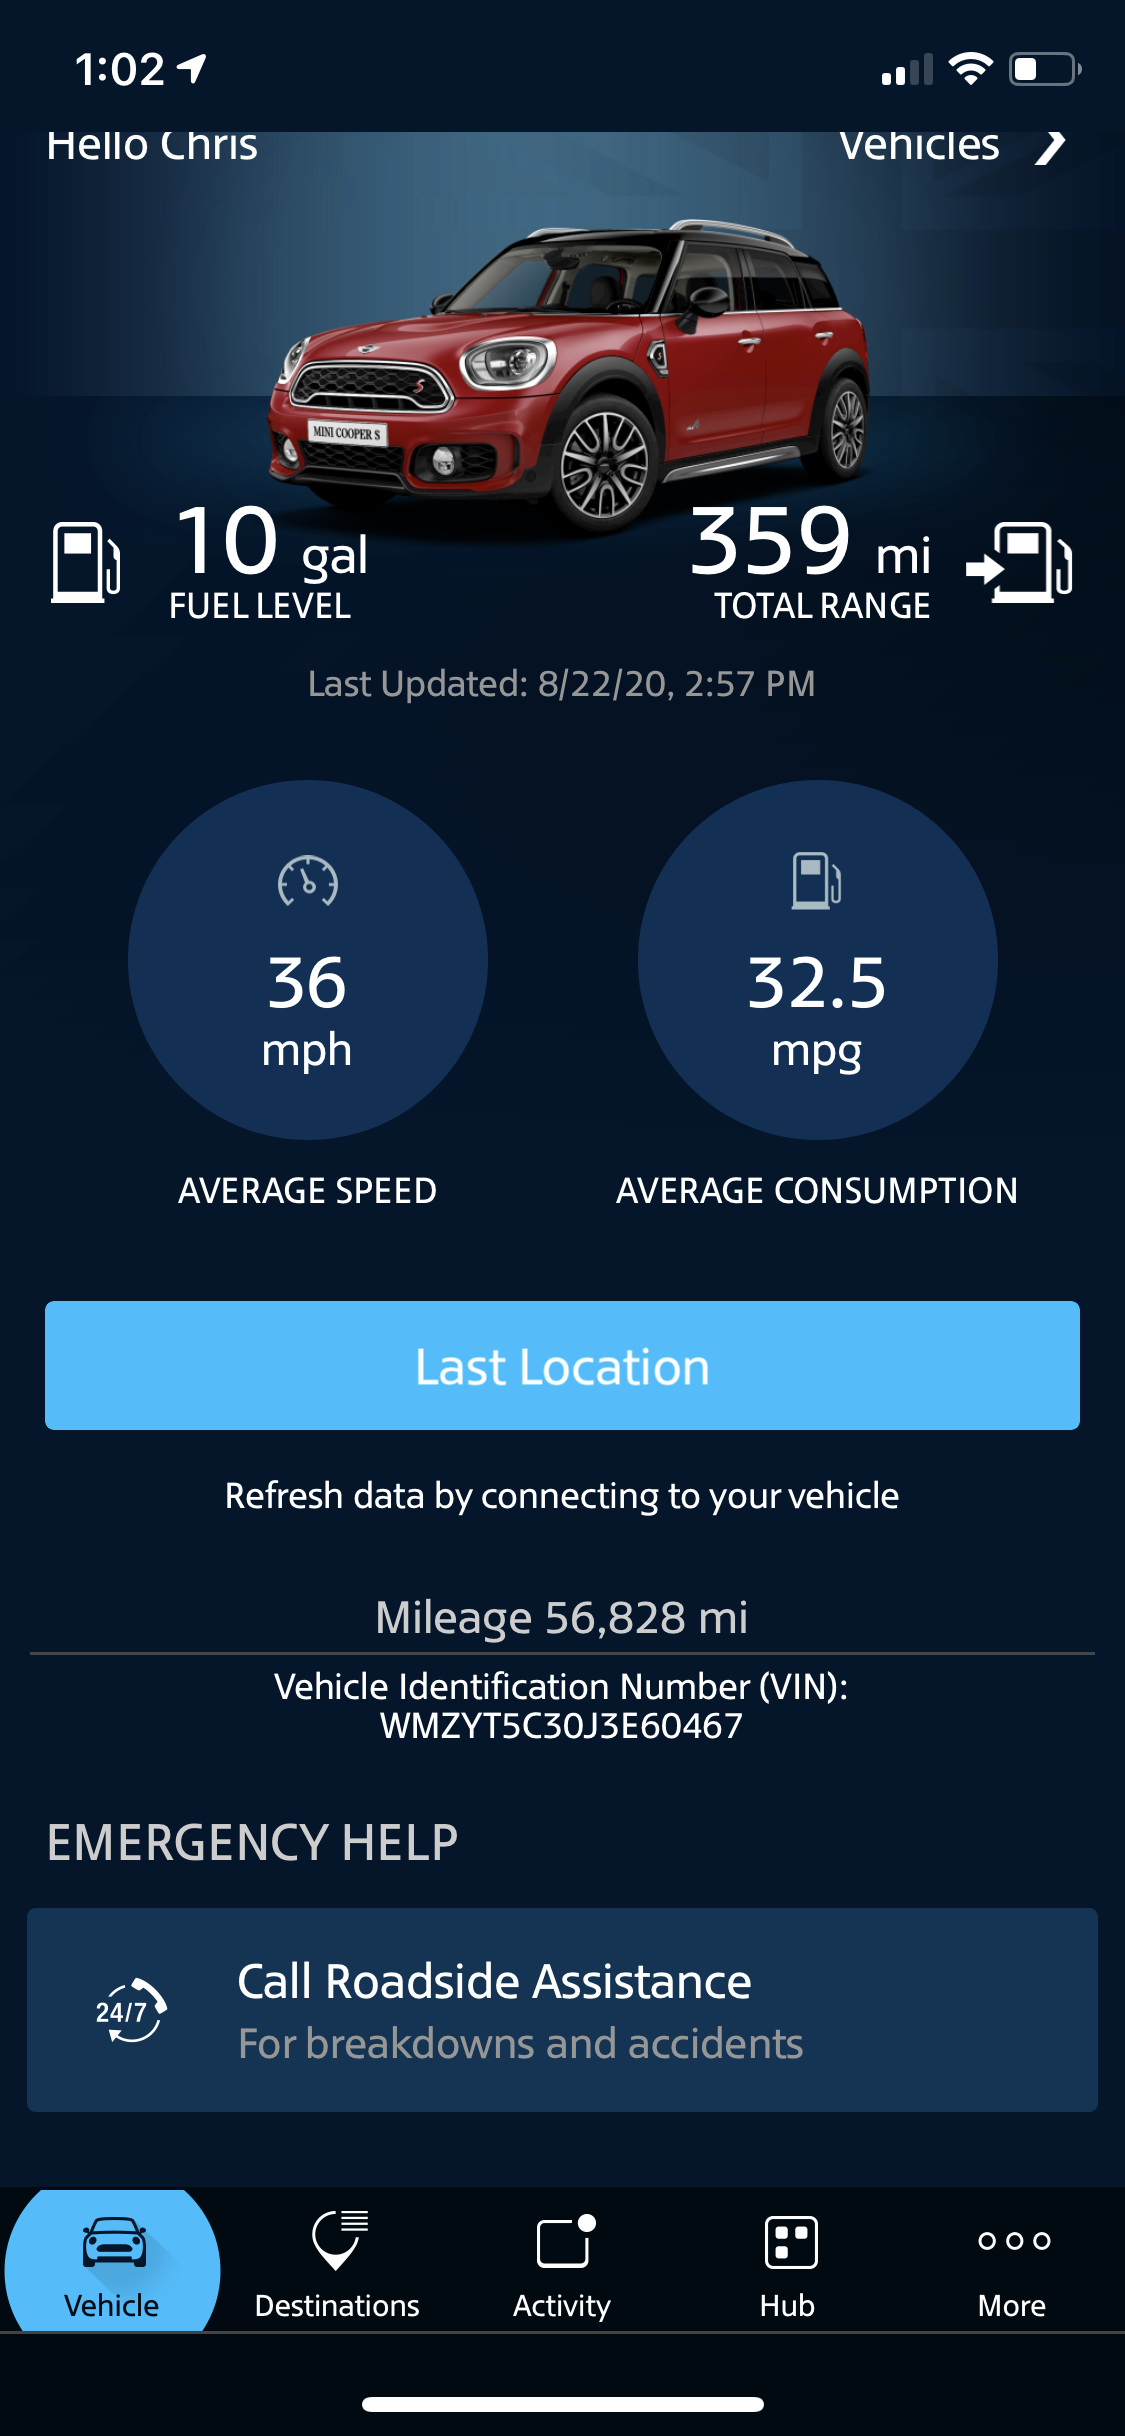 1:02
Hello Chris
Vehicles
S
MINI COOPER S
S
10 gal
FUEL LEVEL
359 mi
TOTAL RANGE
Last Updated: 8/22/20, 2:57 PM
36
mph
32.5
mpg
AVERAGE SPEED
AVERAGE CONSUMPTION
Last Location
Refresh data by connecting to your vehicle
Mileage 56,828 mi
Vehicle Identification Number (VIN):
WMZYT5C30J3E60467
EMERGENCY HELP
24/7
Call Roadside Assistance
For breakdowns and accidents
Vehicle
Destinations
Activity
Hub
More